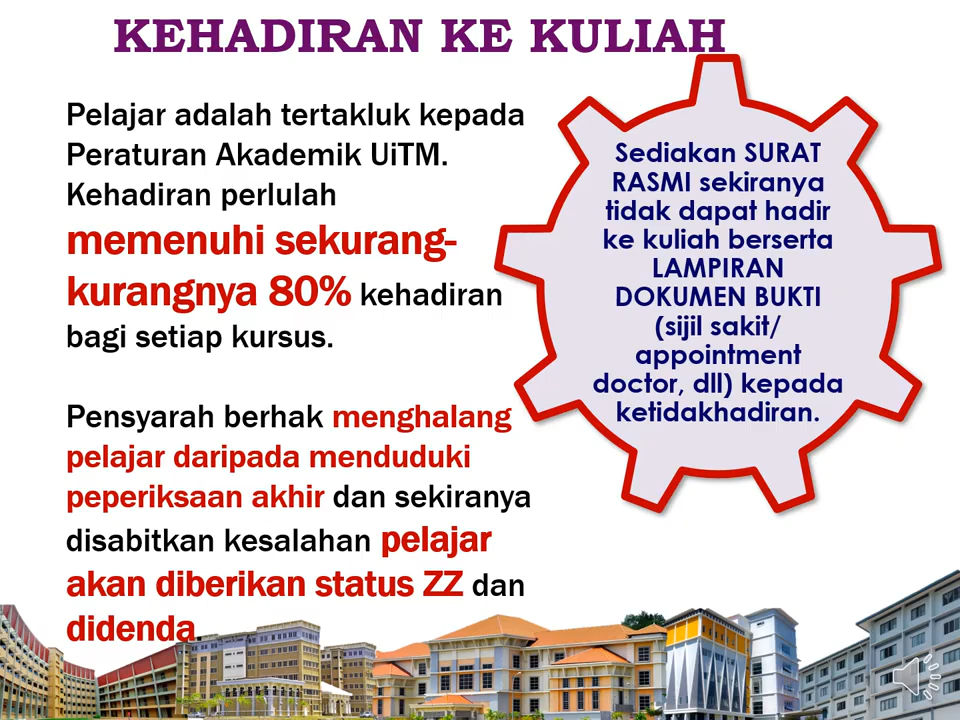 KEHADIRAN KE KULIAH
Pelajar adalah tertakluk kepada
Peraturan Akademik UiTM.
Kehadiran perlulah
memenuhi sekurang-
kurangnya 80% kehadiran
bagi setiap kursus.
Pensyarah berhak menghalang
pelajar daripada menduduki
peperiksaan akhir dan sekiranya
disabitkan kesalahan pelajar
akan diberikan status ZZ dan
didenda.
Sediakan SURAT
RASMI sekiranya
tidak dapat hadir
ke kuliah berserta
LAMPIRAN
DOKUMEN BUKTI
(sijil sakit/
appointment
doctor, dll) kepada
ketidakhadiran.